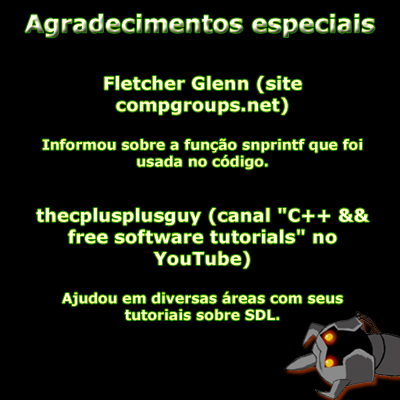 Agradecimentos especiais
Fletcher Glenn (site
compgroups.net)
Informou sobre a função snprintf que foi
usada no código.
thecplusplusguy (canal "C++ &&
free software tutorials" no
YouTube)
Ajudou em diversas áreas com seus
tutoriais sobre SDL.